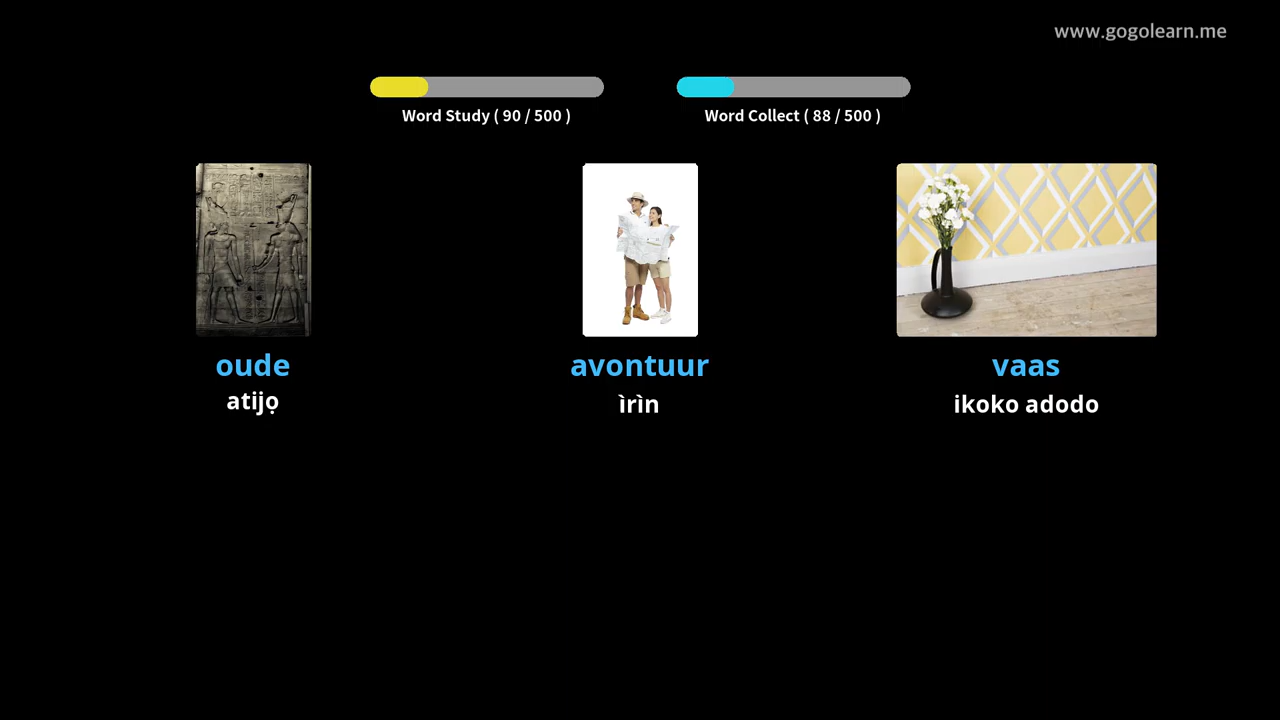 www.gogolearn.me
Word Study ( 90 / 500 )
Word Collect ( 88 / 500 )
oude
atijọ
avontuur
ìrìn
vaas
ikoko adodo